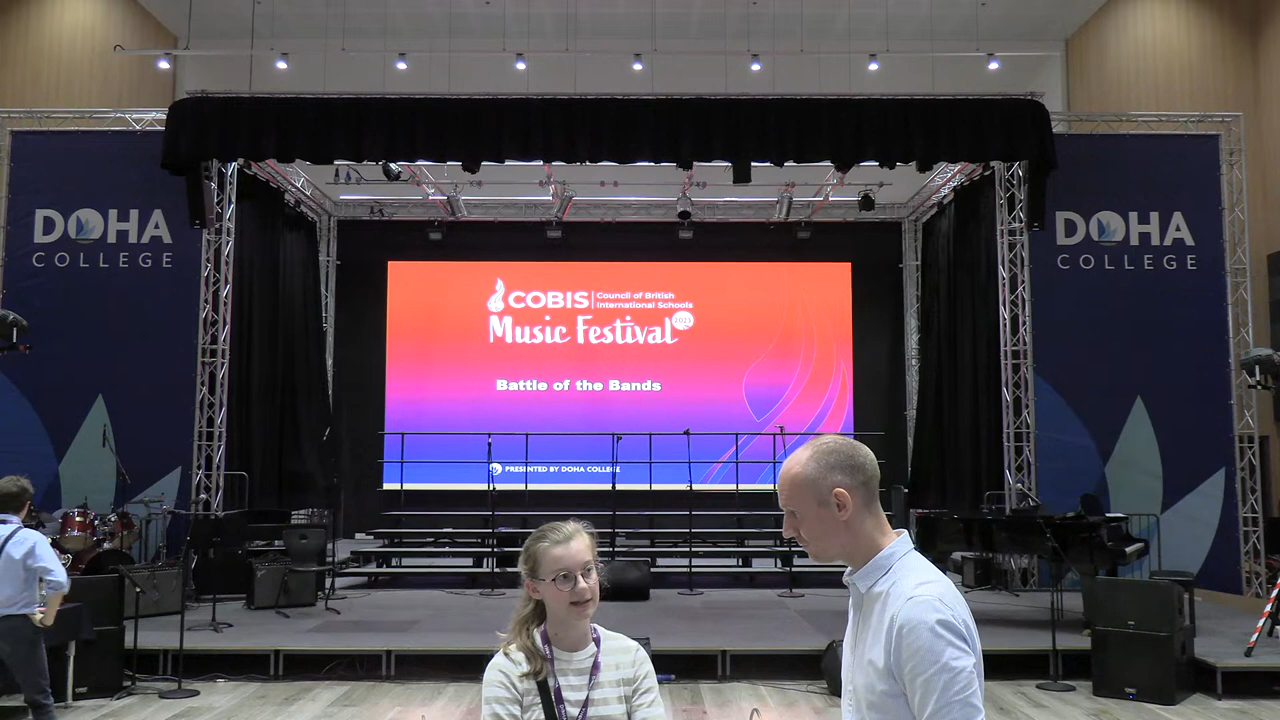 DOHA
COLLEGE
COBIS
Council of British
International Schools
Music Festival
2023
Battle of the Bands
PRESENTED BY DOHA COLLEGE
DOHA
COLLEGE